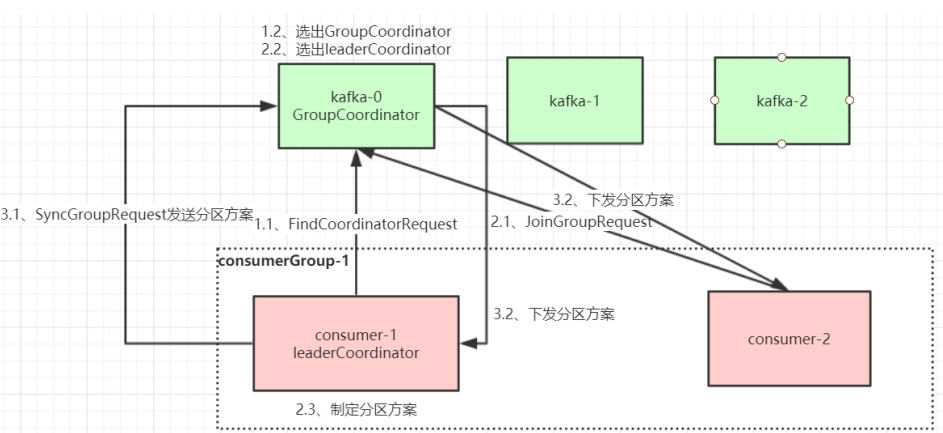 1.2、选出GroupCoordinator
2.2、选出leaderCoordinator
kafka-0
GroupCoordinator
kafka-1
kafka-2
3.2、下发分区方案
3.1、SyncGroupRequest发送分区方案
1.1、FindCoordinatorRequest
2.1、JoinGroupRequest
consumerGroup-1
3.2、下发分区方案
consumer-1
leaderCoordinator
consumer-2
2.3、制定分区方案